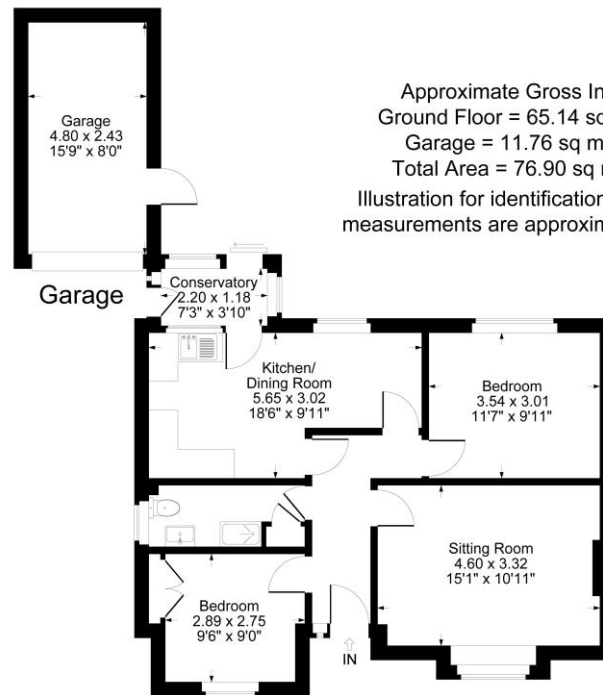 Garage
4.80 x 2.43
15'9" x 8'0"
Approximate Gross In
Ground Floor = 65.14 sq
Garage = 11.76 sq m
Total Area = 76.90 sq
Illustration for identification
measurements are approxim
Garage
Conservatory
2.20 x 1.18
7'3" x 3'10"
Kitchen/
Dining Room
5.65 x 3.02
18'6" x 9'11"
Bedroom
3.54 x 3.01
11'7" x 9'11"
Sitting Room
4.60 x 3.32
15'1" x 10'11"
Bedroom
2.89 x 2.75
9'6" x 9'0"
IN